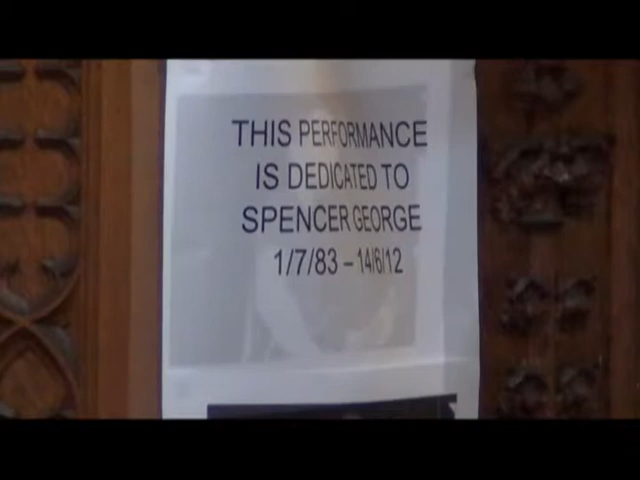 THIS PERFORMANCE
IS DEDICATED TO
SPENCER GEORGE
1/7/83 – 14/6/12